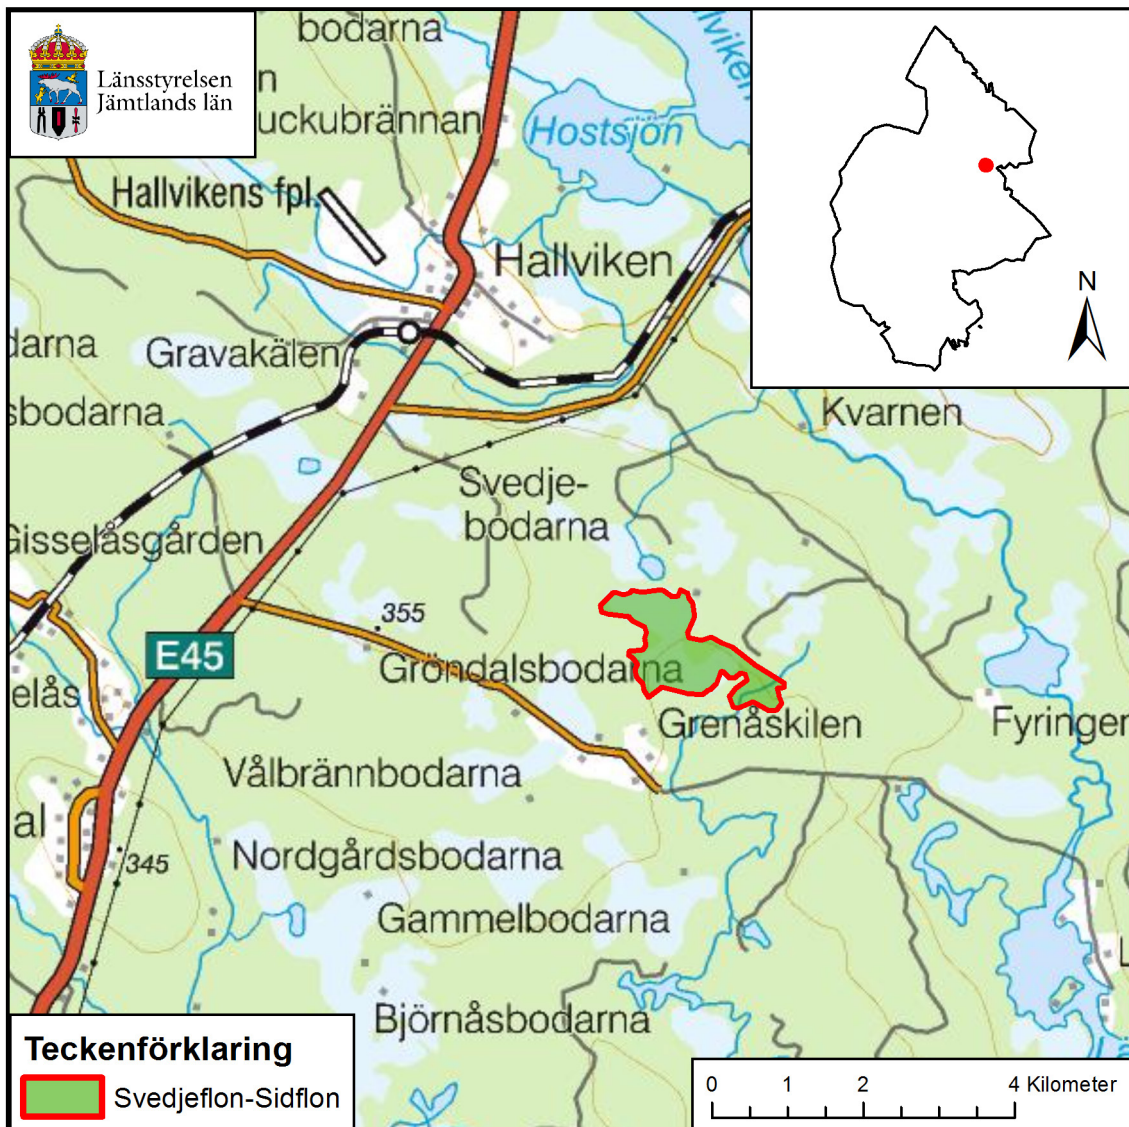 bodarna
Länsstyrelsen
Jämtlands län
n
uckubrännan
Hostsjön
lviken
Hallvikens fpl.
Hallviken
N
darna
Gravakälen
sbodarna
Kvarnen
Svedje-
bodarna
Gisselåsgården
355
E45
Gröndalsbodarna
elås
Grenåskilen
Fyringen
Vålbrännbodarna
al
345
Nordgårdsbodarna
Gammelbodarna
L
Björnåsbodarna
Teckenförklaring
Svedjeflon-Sidflon
0 1 2 4 Kilometer